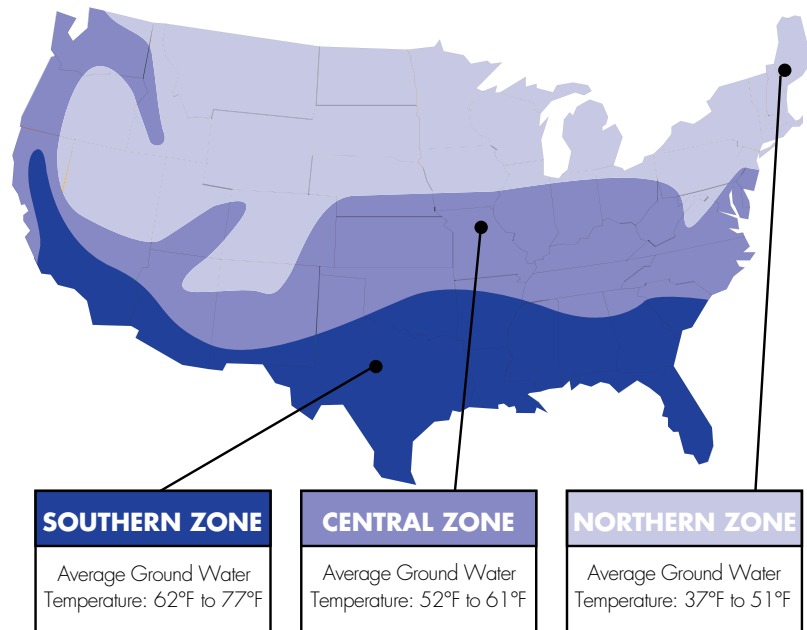 SOUTHERN ZONE
Average Ground Water
Temperature: 62°F to 77°F
CENTRAL ZONE
Average Ground Water
Temperature: 52°F to 61°F
NORTHERN ZONE
Average Ground Water
Temperature: 37°F to 51°F